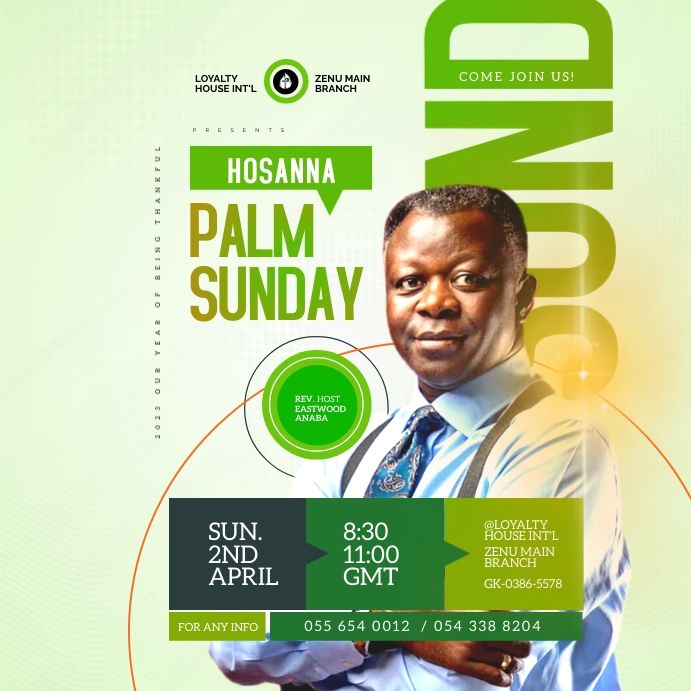 LOYALTY
HOUSE INT'L
ZENU MAIN
BRANCH
COME JOIN US!
PRESENTS
HOSANNA
PALM
SUNDAY
2023 OUR YEAR OF BEING THANKFUL
REV. HOST
EASTWOOD
ANABA
SUN.
2ND
APRIL
8:30
11:00
GMT
@LOYALTY
HOUSE INT'L
ZENU MAIN
BRANCH
GK-0386-5578
FOR ANY INFO
055 654 0012 / 054 338 8204